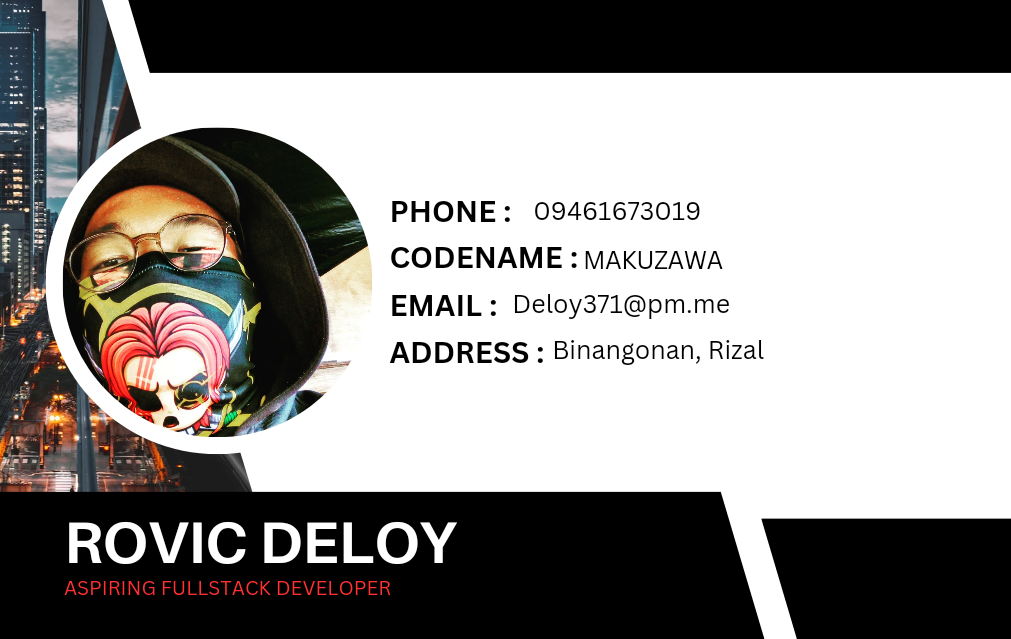 PHONE : 09461673019
CODENAME : MAKUZAWA
EMAIL : Deloy371@pm.me
ADDRESS : Binangonan, Rizal
ROVIC DELOY
ASPIRING FULLSTACK DEVELOPER